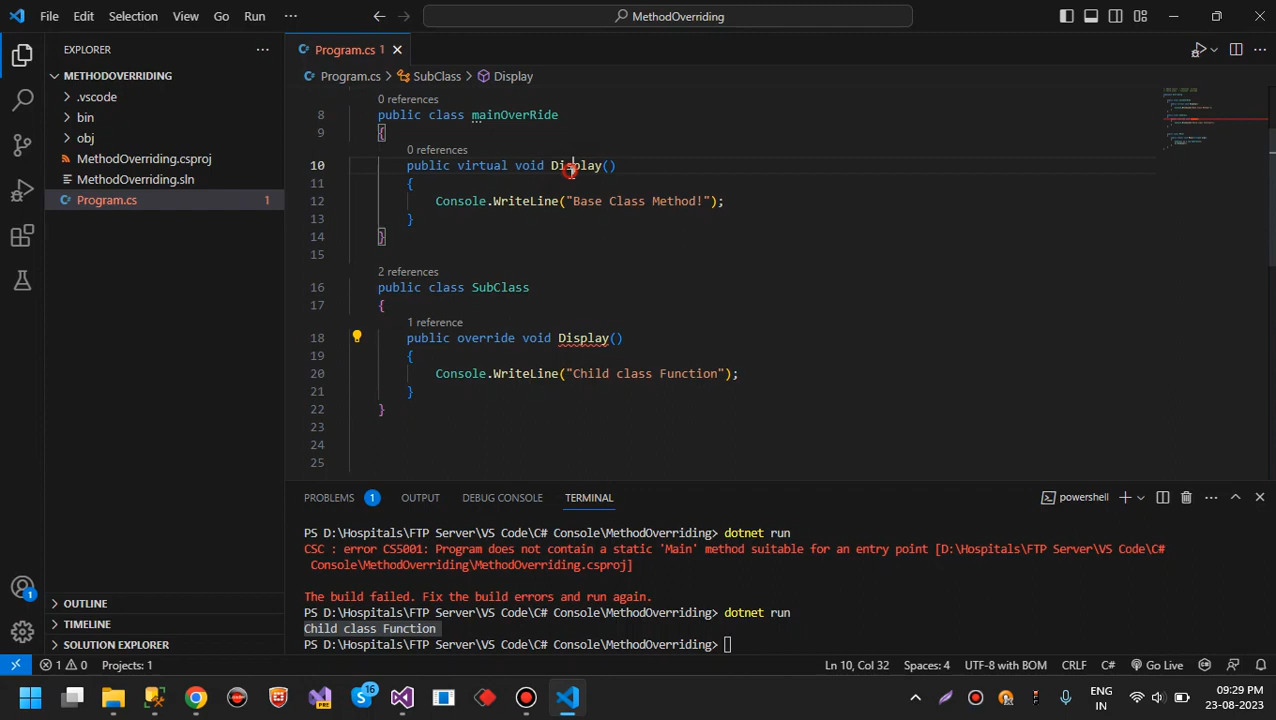 File Edit Selection View Go Run ··· MethodOverriding
EXPLORER ···
METHODOVERRIDING
.vscode
bin
obj
MethodOverriding.csproj
MethodOverriding.sln
Program.cs 1
OUTLINE
TIMELINE
SOLUTION EXPLORER
Program.cs 1
Program.cs > SubClass > Display
0 references
8 public class mainOverRide
9 {
0 references
10 public virtual void Display()
11 {
12 Console.WriteLine("Base Class Method!");
13 }
14 }
15
2 references
16 public class SubClass
17 {
1 reference
18 public override void Display()
19 {
20 Console.WriteLine("Child class Function");
21 }
22 }
23
24
25
PROBLEMS 1 OUTPUT DEBUG CONSOLE TERMINAL powershell
PS D:\Hospitals\FTP Server\VS Code\C# Console\MethodOverriding> dotnet run
CSC : error CS5001: Program does not contain a static 'Main' method suitable for an entry point [D:\Hospitals\FTP Server\VS Code\C#
Console\MethodOverriding\MethodOverriding.csproj]
The build failed. Fix the build errors and run again.
PS D:\Hospitals\FTP Server\VS Code\C# Console\MethodOverriding> dotnet run
Child class Function
PS D:\Hospitals\FTP Server\VS Code\C# Console\MethodOverriding>
1 0 Projects: 1 Ln 10, Col 32 Spaces: 4 UTF-8 with BOM CRLF C# Go Live
1
16
PRE
ENG
IN
09:29 PM
23-08-2023